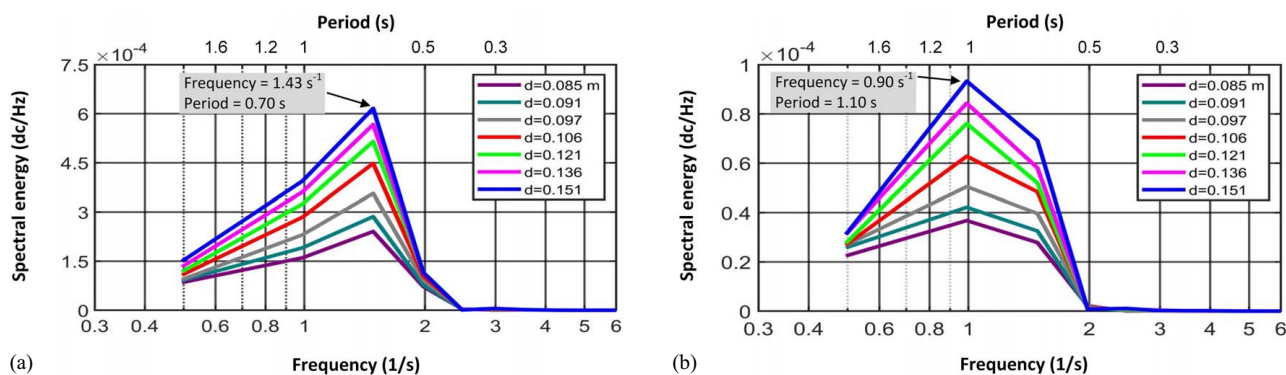 Period (s)
×10⁻⁴ 1.6 1.2 1 0.5 0.3
7.5
Frequency = 1.43 s⁻¹
Period = 0.70 s
d=0.085 m
d=0.091
d=0.097
d=0.106
d=0.121
d=0.136
d=0.151
6
4.5
3
1.5
0
Spectral energy (dc/Hz)
0.3 0.4 0.6 0.8 1 2 3 4 5 6
Frequency (1/s)
(a)
Period (s)
×10⁻⁴ 1.6 1.2 1 0.5 0.3
1
Frequency = 0.90 s⁻¹
Period = 1.10 s
d=0.085 m
d=0.091
d=0.097
d=0.106
d=0.121
d=0.136
d=0.151
0.8
0.6
0.4
0.2
0
Spectral energy (dc/Hz)
0.3 0.4 0.6 0.8 1 2 3 4 5 6
Frequency (1/s)
(b)